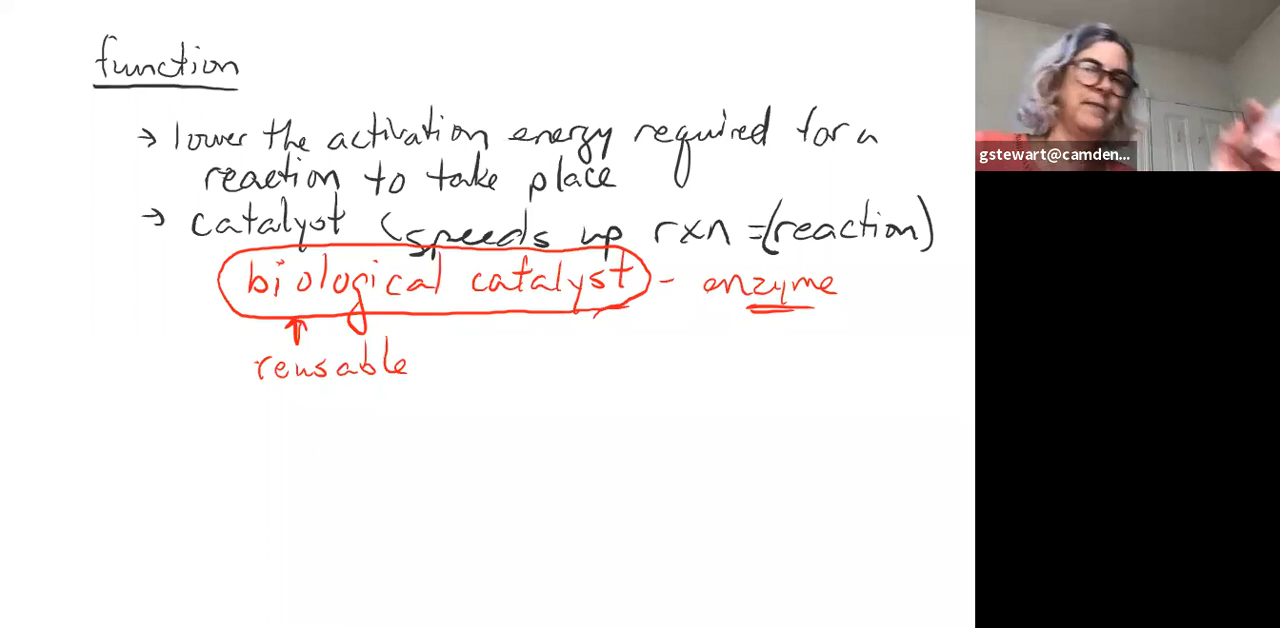 function
→ lower the activation energy required for a
reaction to take place
→ catalyst (speeds up rxn =(reaction)
biological catalyst - enzyme
reusable
gstewart@camden...